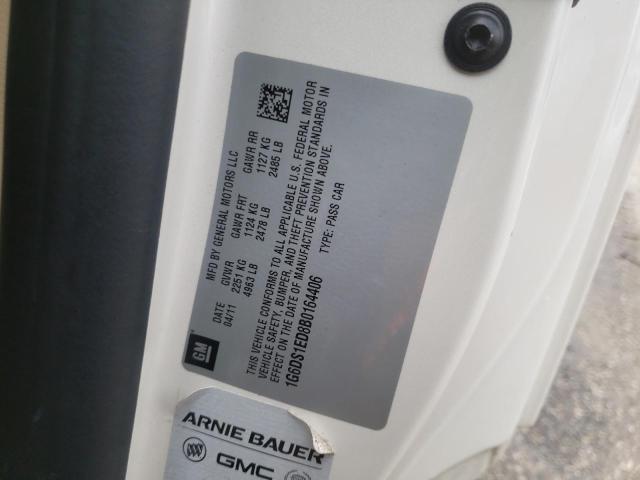 MFD BY GENERAL MOTORS LLC
DATE GVWR GAWR FRT GAWR RR
04/11 2251 KG 1124 KG 1127 KG
4963 LB 2478 LB 2485 LB
THIS VEHICLE CONFORMS TO ALL APPLICABLE U.S. FEDERAL MOTOR
VEHICLE SAFETY, BUMPER, AND THEFT PREVENTION STANDARDS IN
EFFECT ON THE DATE OF MANUFACTURE SHOWN ABOVE.
1G6DS1ED8B0164406 TYPE: PASS CAR
GM
ARNIE BAUER
GMC